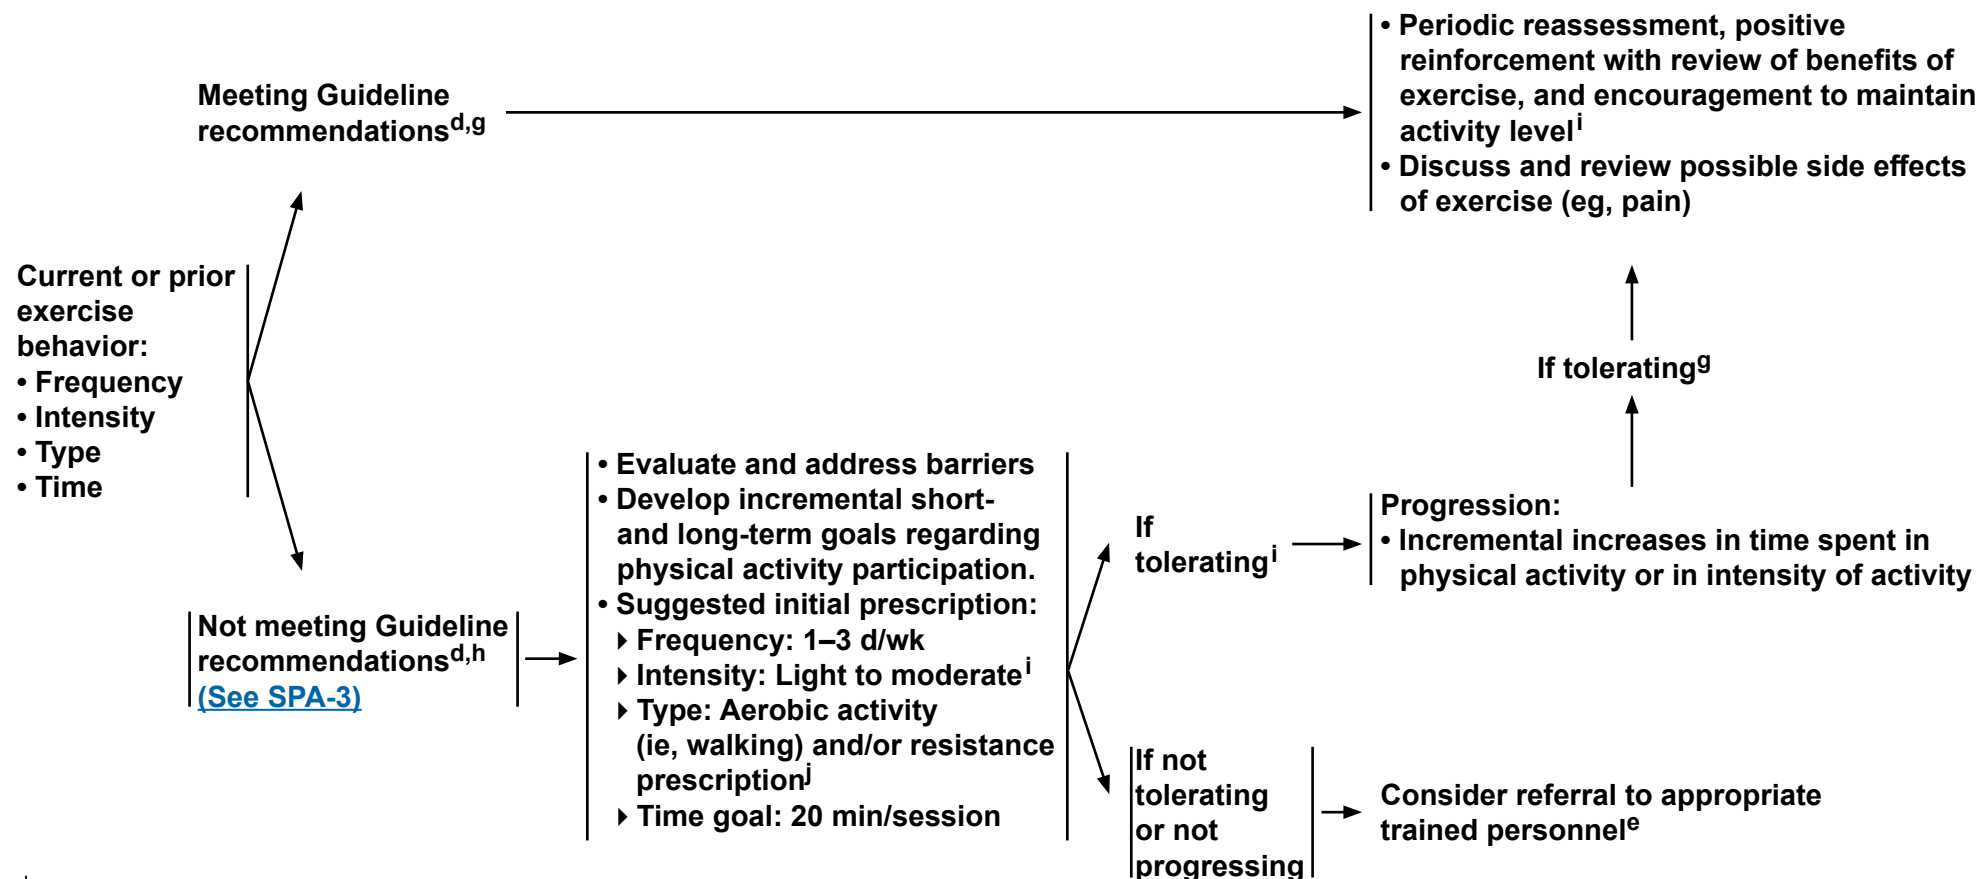 Current or prior
exercise
behavior:
• Frequency
• Intensity
• Type
• Time
Meeting Guideline
recommendationsd,g
• Periodic reassessment, positive
reinforcement with review of benefits of
exercise, and encouragement to maintain
activity leveli
• Discuss and review possible side effects
of exercise (eg, pain)
Not meeting Guideline
recommendationsd,h
(See SPA-3)
• Evaluate and address barriers
• Develop incremental short-
and long-term goals regarding
physical activity participation.
• Suggested initial prescription:
▸ Frequency: 1–3 d/wk
▸ Intensity: Light to moderatei
▸ Type: Aerobic activity
(ie, walking) and/or resistance
prescriptionj
▸ Time goal: 20 min/session
If
toleratingi
Progression:
• Incremental increases in time spent in
physical activity or in intensity of activity
If toleratingg
If not
tolerating
or not
progressing
Consider referral to appropriate
trained personnele